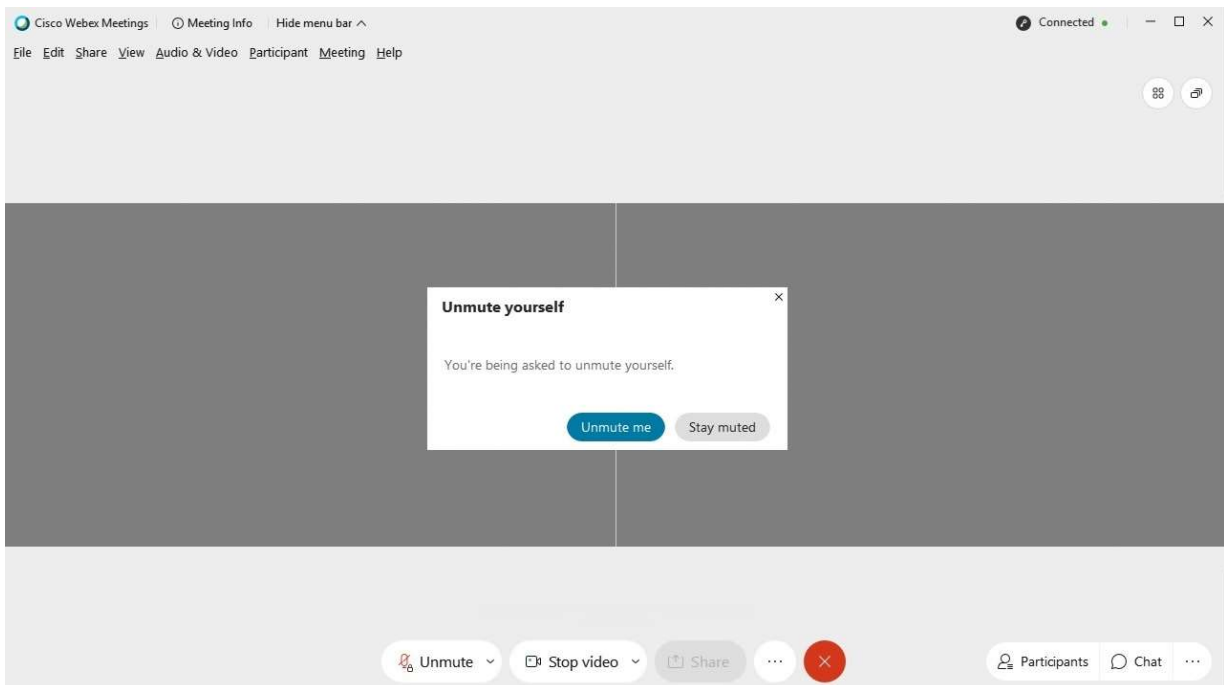 Cisco Webex Meetings Meeting Info Hide menu bar Connected
File Edit Share View Audio & Video Participant Meeting Help
Unmute yourself
You're being asked to unmute yourself.
Unmute me Stay muted
Unmute Stop video Share Participants Chat